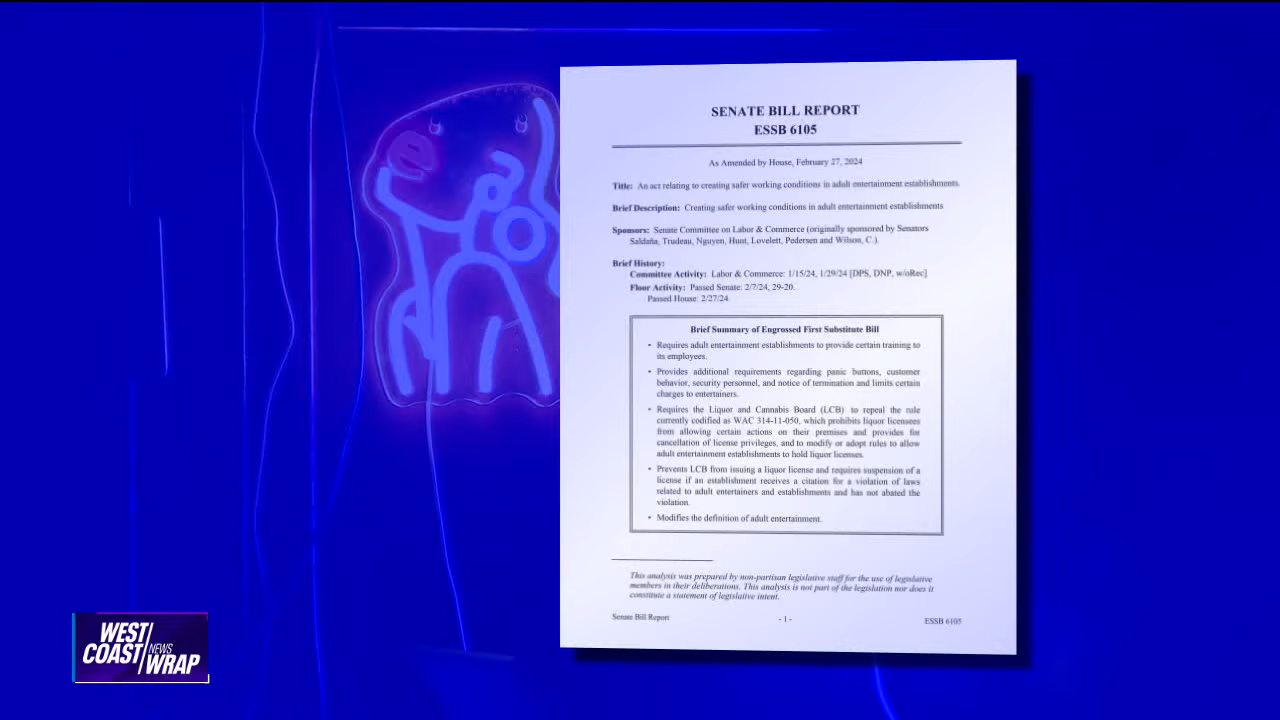 SENATE BILL REPORT
ESSB 6105
As Amended by House, February 27, 2024
Title: An act relating to creating safer working conditions in adult entertainment establishments.
Brief Description: Creating safer working conditions in adult entertainment establishments
Sponsors: Senate Committee on Labor & Commerce (originally sponsored by Senators
Saldaña, Trudeau, Nguyen, Hunt, Lovelett, Pedersen and Wilson, C.).
Brief History:
Committee Activity: Labor & Commerce: 1/15/24, 1/29/24 [DPS, DNP, w/oRec]
Floor Activity: Passed Senate: 2/7/24, 29-20.
Passed House: 2/27/24.
Brief Summary of Engrossed First Substitute Bill
• Requires adult entertainment establishments to provide certain training to
its employees.
• Provides additional requirements regarding panic buttons, customer
behavior, security personnel, and notice of termination and limits certain
charges to entertainers.
• Requires the Liquor and Cannabis Board (LCB) to repeal the rule
currently codified as WAC 314-11-050, which prohibits liquor licensees
from allowing certain actions on their premises and provides for
cancellation of license privileges, and to modify or adopt rules to allow
adult entertainment establishments to hold liquor licenses.
• Prevents LCB from issuing a liquor license and requires suspension of a
license if an establishment receives a citation for a violation of laws
related to adult entertainers and establishments and has not abated the
violation.
• Modifies the definition of adult entertainment.
This analysis was prepared by non-partisan legislative staff for the use of legislative
members in their deliberations. This analysis is not part of the legislation nor does it
constitute a statement of legislative intent.
Senate Bill Report
- 1 -
ESSB 6105
WEST
COAST NEWS
WRAP